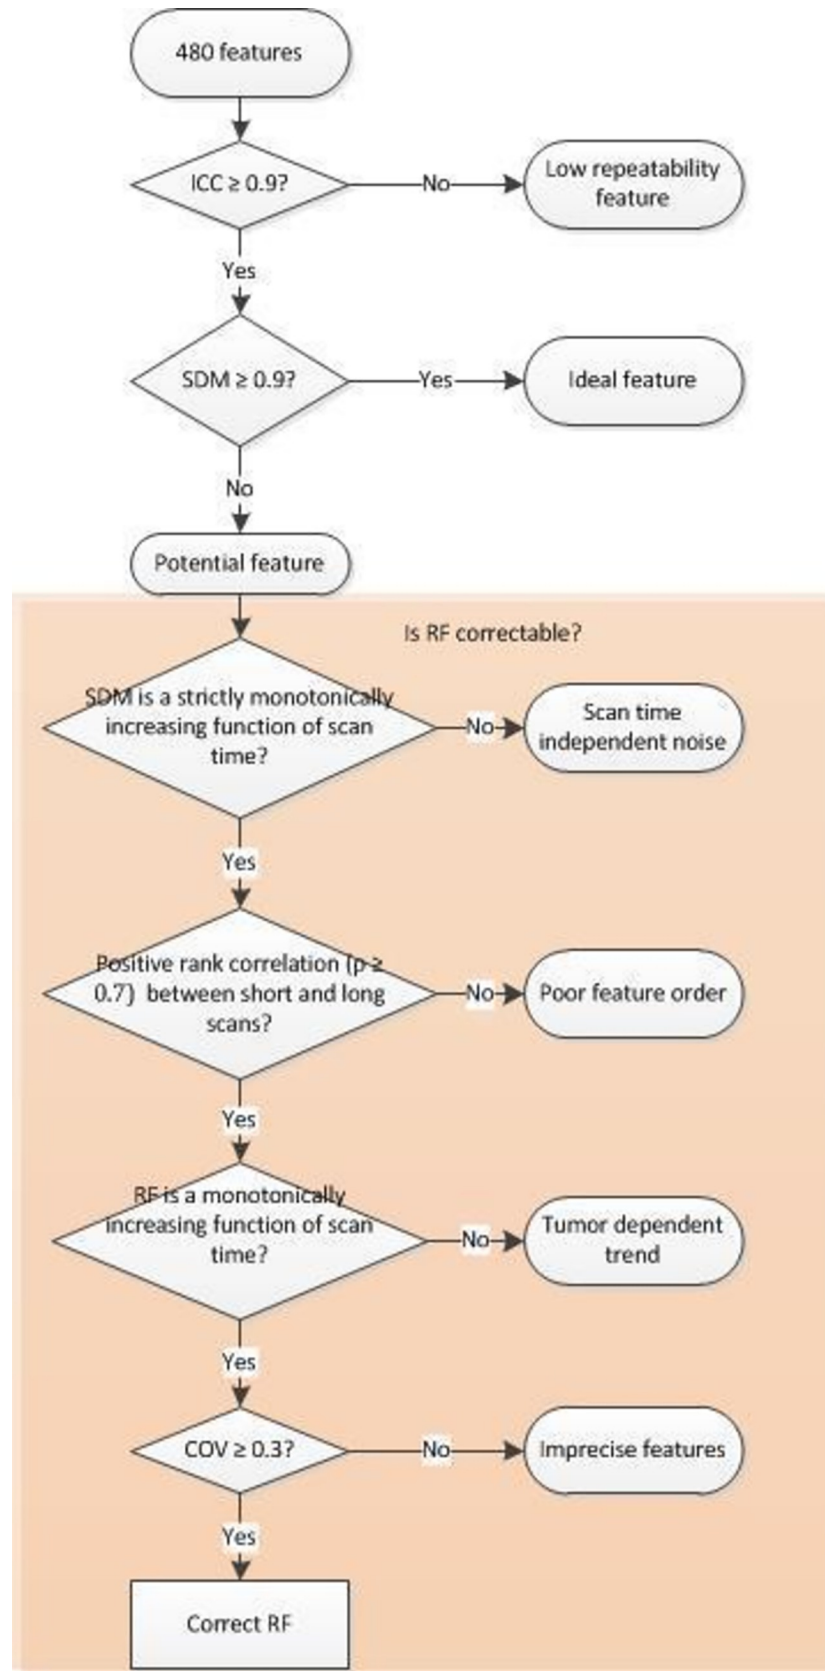 480 features
ICC ≥ 0.9?
No
Low repeatability
feature
Yes
SDM ≥ 0.9?
Yes
Ideal feature
No
Potential feature
Is RF correctable?
SDM is a strictly monotonically
increasing function of scan
time?
No
Scan time
independent noise
Yes
Positive rank correlation (p ≥
0.7) between short and long
scans?
No
Poor feature order
Yes
RF is a monotonically
increasing function of scan
time?
No
Tumor dependent
trend
Yes
COV ≥ 0.3?
No
Imprecise features
Yes
Correct RF